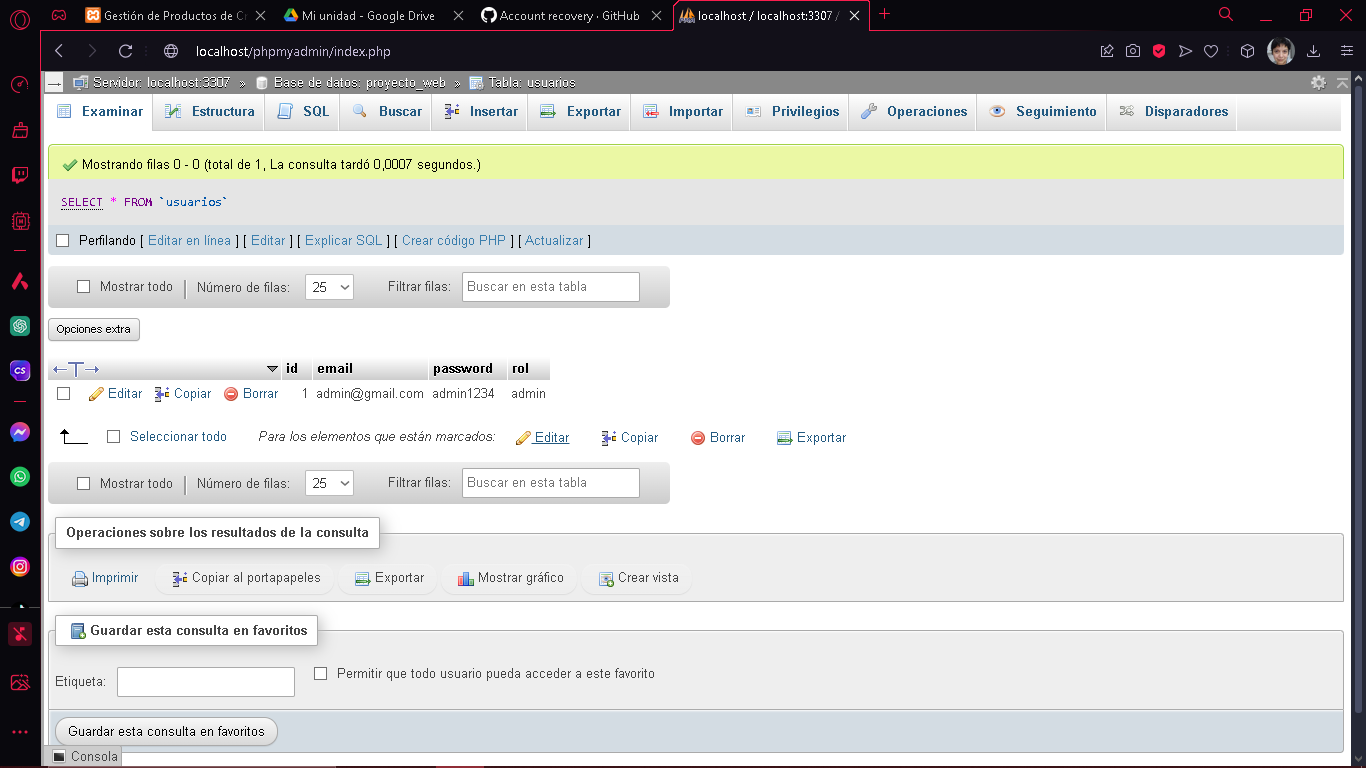 Gestión de Productos de Cr
Mi unidad - Google Drive
Account recovery · GitHub
localhost / localhost:3307 /
localhost/phpmyadmin/index.php
Servidor: localhost:3307 » Base de datos: proyecto_web » Tabla: usuarios
Examinar Estructura SQL Buscar Insertar Exportar Importar Privilegios Operaciones Seguimiento Disparadores
Mostrando filas 0 - 0 (total de 1, La consulta tardó 0,0007 segundos.)
SELECT * FROM `usuarios`
Perfilando [ Editar en línea ] [ Editar ] [ Explicar SQL ] [ Crear código PHP ] [ Actualizar ]
Mostrar todo | Número de filas: 25 Filtrar filas: Buscar en esta tabla
Opciones extra
id email password rol
Editar Copiar Borrar 1 admin@gmail.com admin1234 admin
Seleccionar todo Para los elementos que están marcados: Editar Copiar Borrar Exportar
Mostrar todo | Número de filas: 25 Filtrar filas: Buscar en esta tabla
Operaciones sobre los resultados de la consulta
Imprimir Copiar al portapapeles Exportar Mostrar gráfico Crear vista
Guardar esta consulta en favoritos
Etiqueta: Permitir que todo usuario pueda acceder a este favorito
Guardar esta consulta en favoritos
Consola